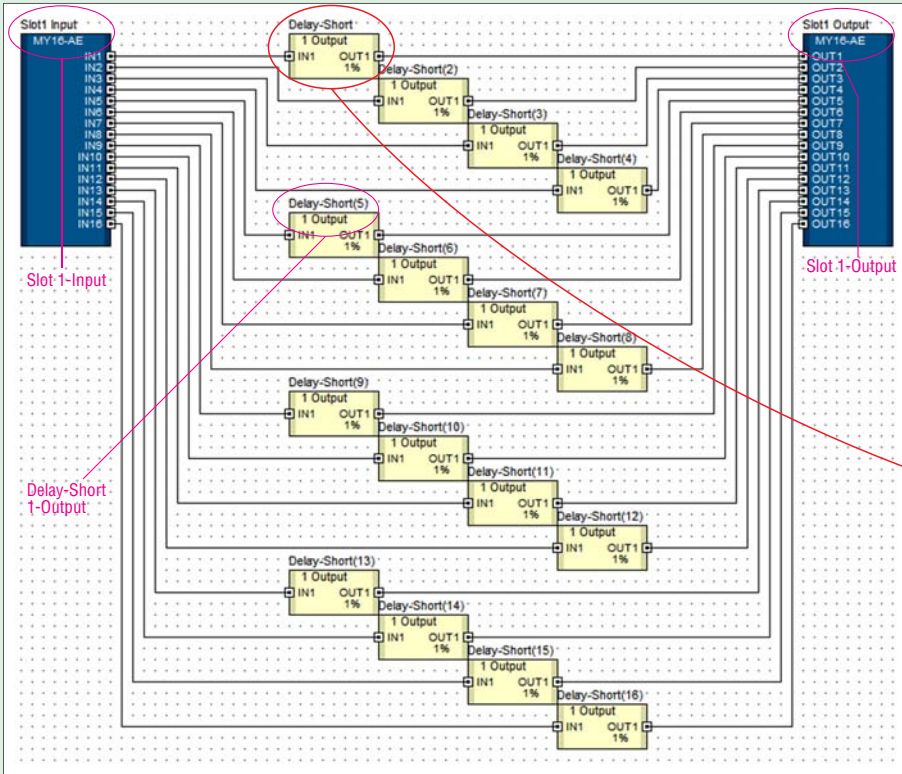 Slot1 Input
MY16-AE
IN1
IN2
IN3
IN4
IN5
IN6
IN7
IN8
IN9
IN10
IN11
IN12
IN13
IN14
IN15
IN16
Slot 1-Input
Delay-Short
1 Output
IN1 OUT1
1%
Delay-Short(2)
1 Output
IN1 OUT1
1%
Delay-Short(3)
1 Output
IN1 OUT1
1%
Delay-Short(4)
1 Output
IN1 OUT1
1%
Delay-Short(5)
1 Output
IN1 OUT1
1%
Delay-Short(6)
1 Output
IN1 OUT1
1%
Delay-Short(7)
1 Output
IN1 OUT1
1%
Delay-Short(8)
1 Output
IN1 OUT1
1%
Delay-Short(9)
1 Output
IN1 OUT1
1%
Delay-Short(10)
1 Output
IN1 OUT1
1%
Delay-Short(11)
1 Output
IN1 OUT1
1%
Delay-Short(12)
1 Output
IN1 OUT1
1%
Delay-Short(13)
1 Output
IN1 OUT1
1%
Delay-Short(14)
1 Output
IN1 OUT1
1%
Delay-Short(15)
1 Output
IN1 OUT1
1%
Delay-Short(16)
1 Output
IN1 OUT1
1%
Delay-Short
1-Output
Slot1 Output
MY16-AE
OUT1
OUT2
OUT3
OUT4
OUT5
OUT6
OUT7
OUT8
OUT9
OUT10
OUT11
OUT12
OUT13
OUT14
OUT15
OUT16
Slot 1-Output